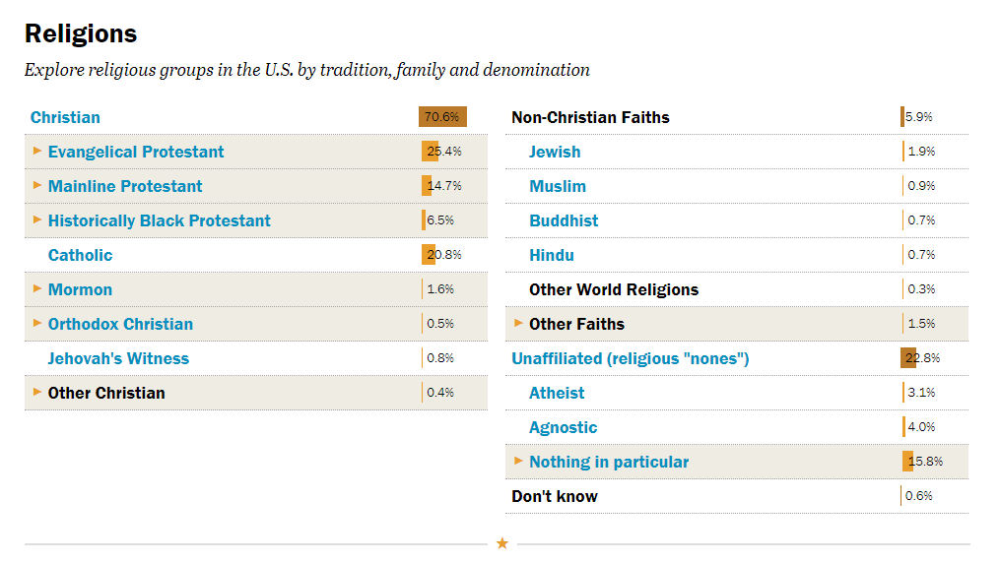 Religions
Explore religious groups in the U.S. by tradition, family and denomination
Christian 70.6%
Evangelical Protestant 25.4%
Mainline Protestant 14.7%
Historically Black Protestant 6.5%
Catholic 20.8%
Mormon 1.6%
Orthodox Christian 0.5%
Jehovah's Witness 0.8%
Other Christian 0.4%
Non-Christian Faiths 5.9%
Jewish 1.9%
Muslim 0.9%
Buddhist 0.7%
Hindu 0.7%
Other World Religions 0.3%
Other Faiths 1.5%
Unaffiliated (religious "nones") 22.8%
Atheist 3.1%
Agnostic 4.0%
Nothing in particular 15.8%
Don't know 0.6%